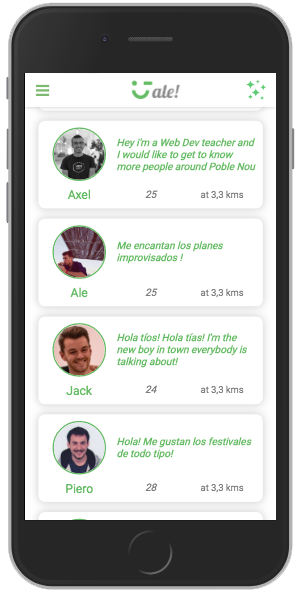 ale!
Hey i'm a Web Dev teacher and
I would like to get to know
more people around Poble Nou
Axel 25 at 3,3 kms
Me encantan los planes
improvisados !
Ale 25 at 3,3 kms
Hola tíos! Hola tías! I'm the
new boy in town everybody is
talking about!
Jack 24 at 3,3 kms
Hola! Me gustan los festivales
de todo tipo!
Piero 28 at 3,3 kms